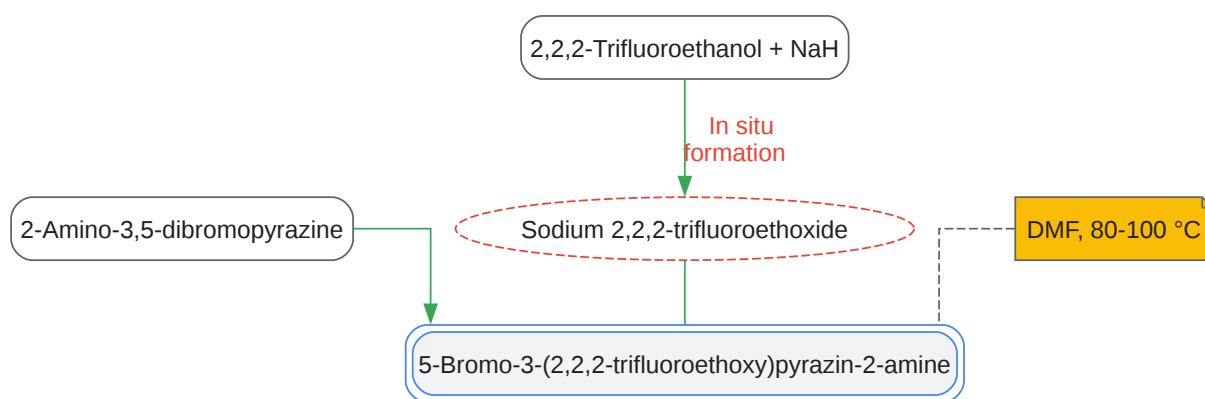 2,2,2-Trifluoroethanol + NaH
In situ
formation
2-Amino-3,5-dibromopyrazine
Sodium 2,2,2-trifluoroethoxide
DMF, 80-100 °C
5-Bromo-3-(2,2,2-trifluoroethoxy)pyrazin-2-amine